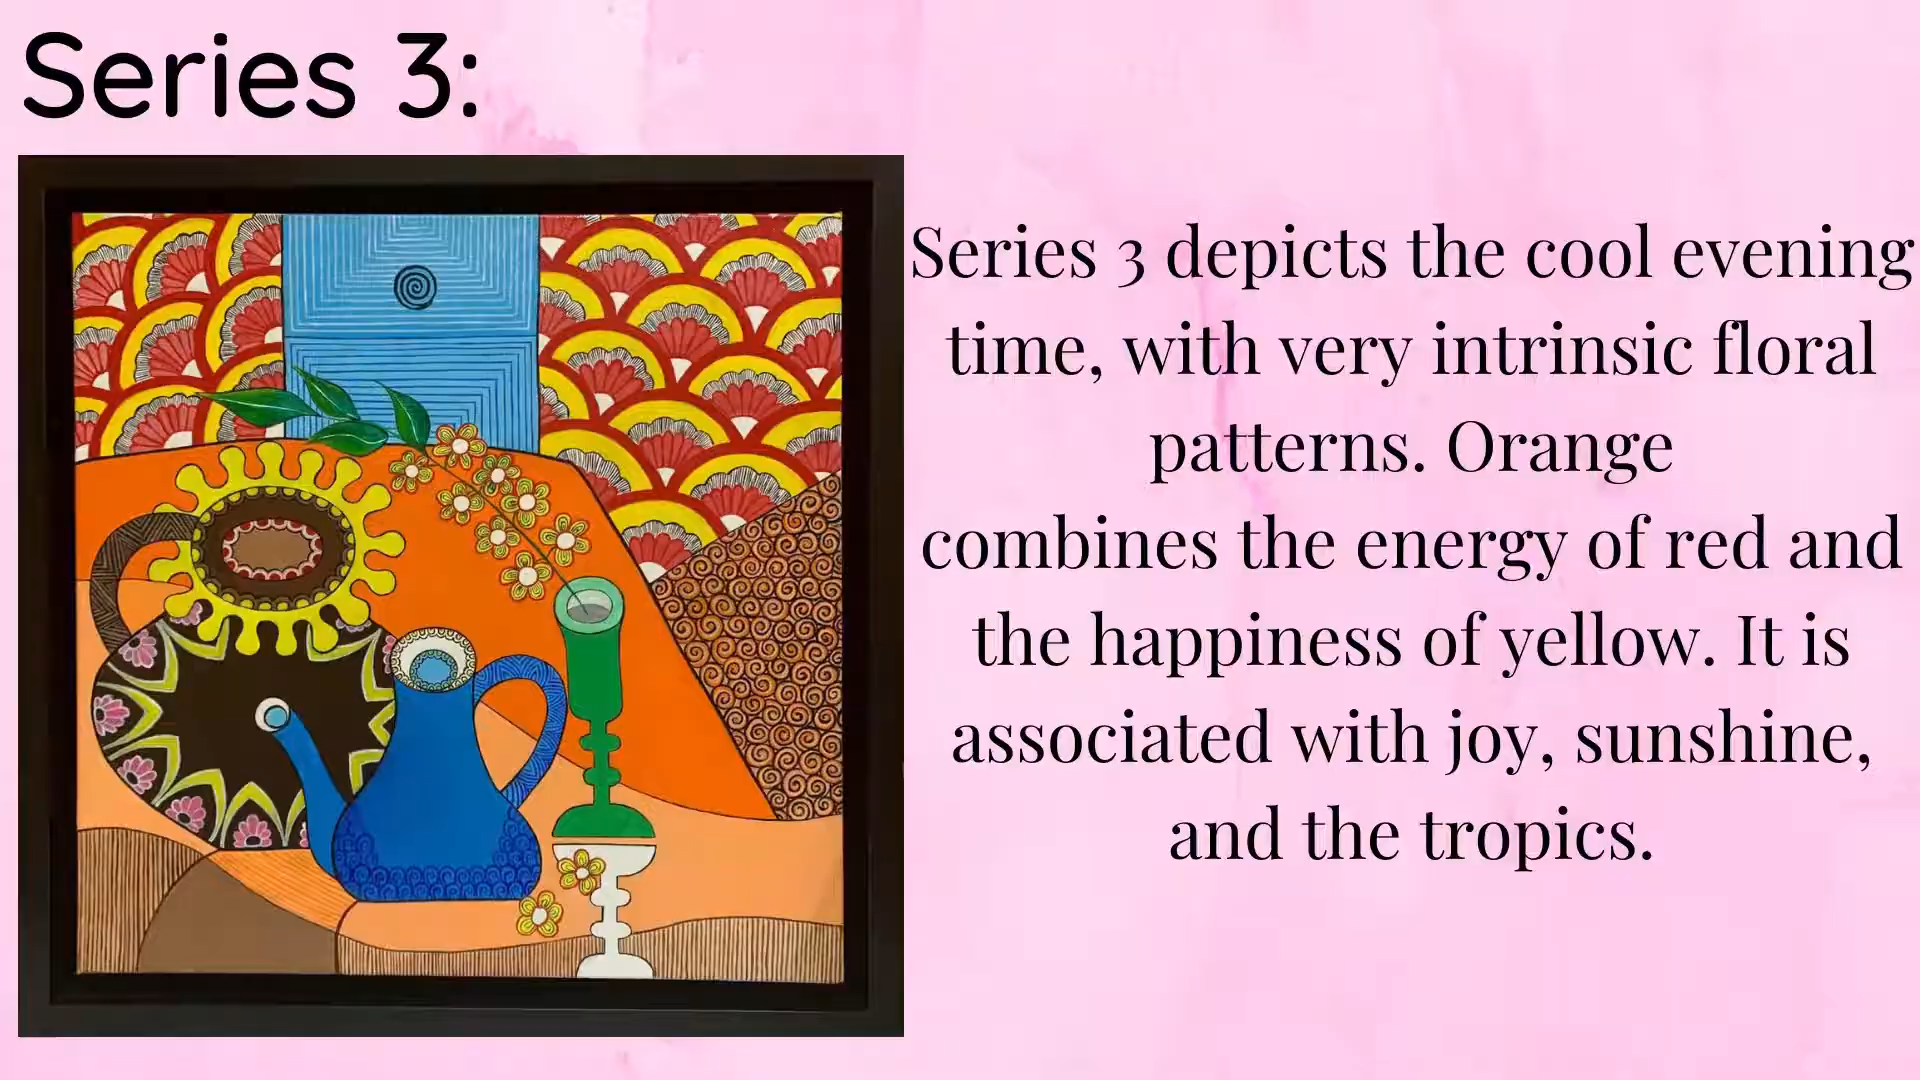 Series 3:
Series 3 depicts the cool evening
time, with very intrinsic floral
patterns. Orange
combines the energy of red and
the happiness of yellow. It is
associated with joy, sunshine,
and the tropics.